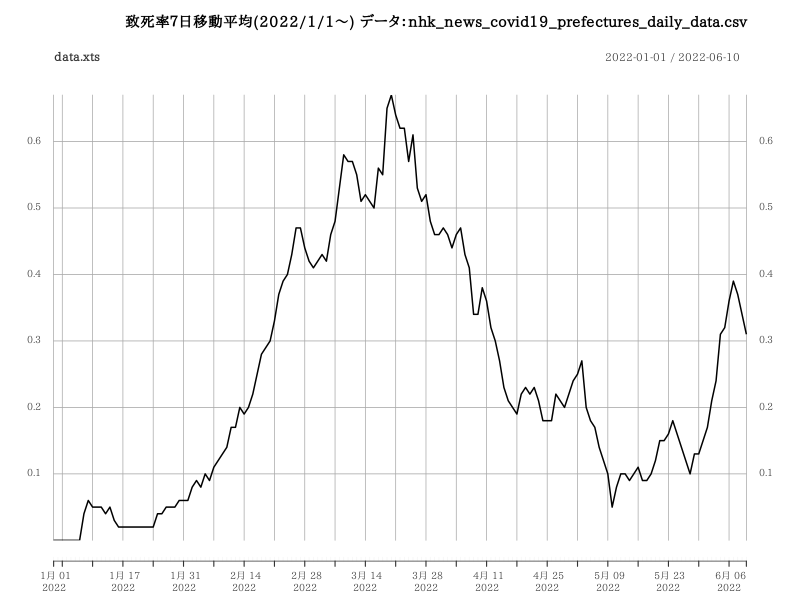 致死率7日移動平均(2022/1/1～) データ:nhk_news_covid19_prefectures_daily_data.csv
data.xts 2022-01-01 / 2022-06-10
0.6 0.6
0.5 0.5
0.4 0.4
0.3 0.3
0.2 0.2
0.1 0.1
1月 01 1月 17 1月 31 2月 14 2月 28 3月 14 3月 28 4月 11 4月 25 5月 09 5月 23 6月 06
2022 2022 2022 2022 2022 2022 2022 2022 2022 2022 2022 2022